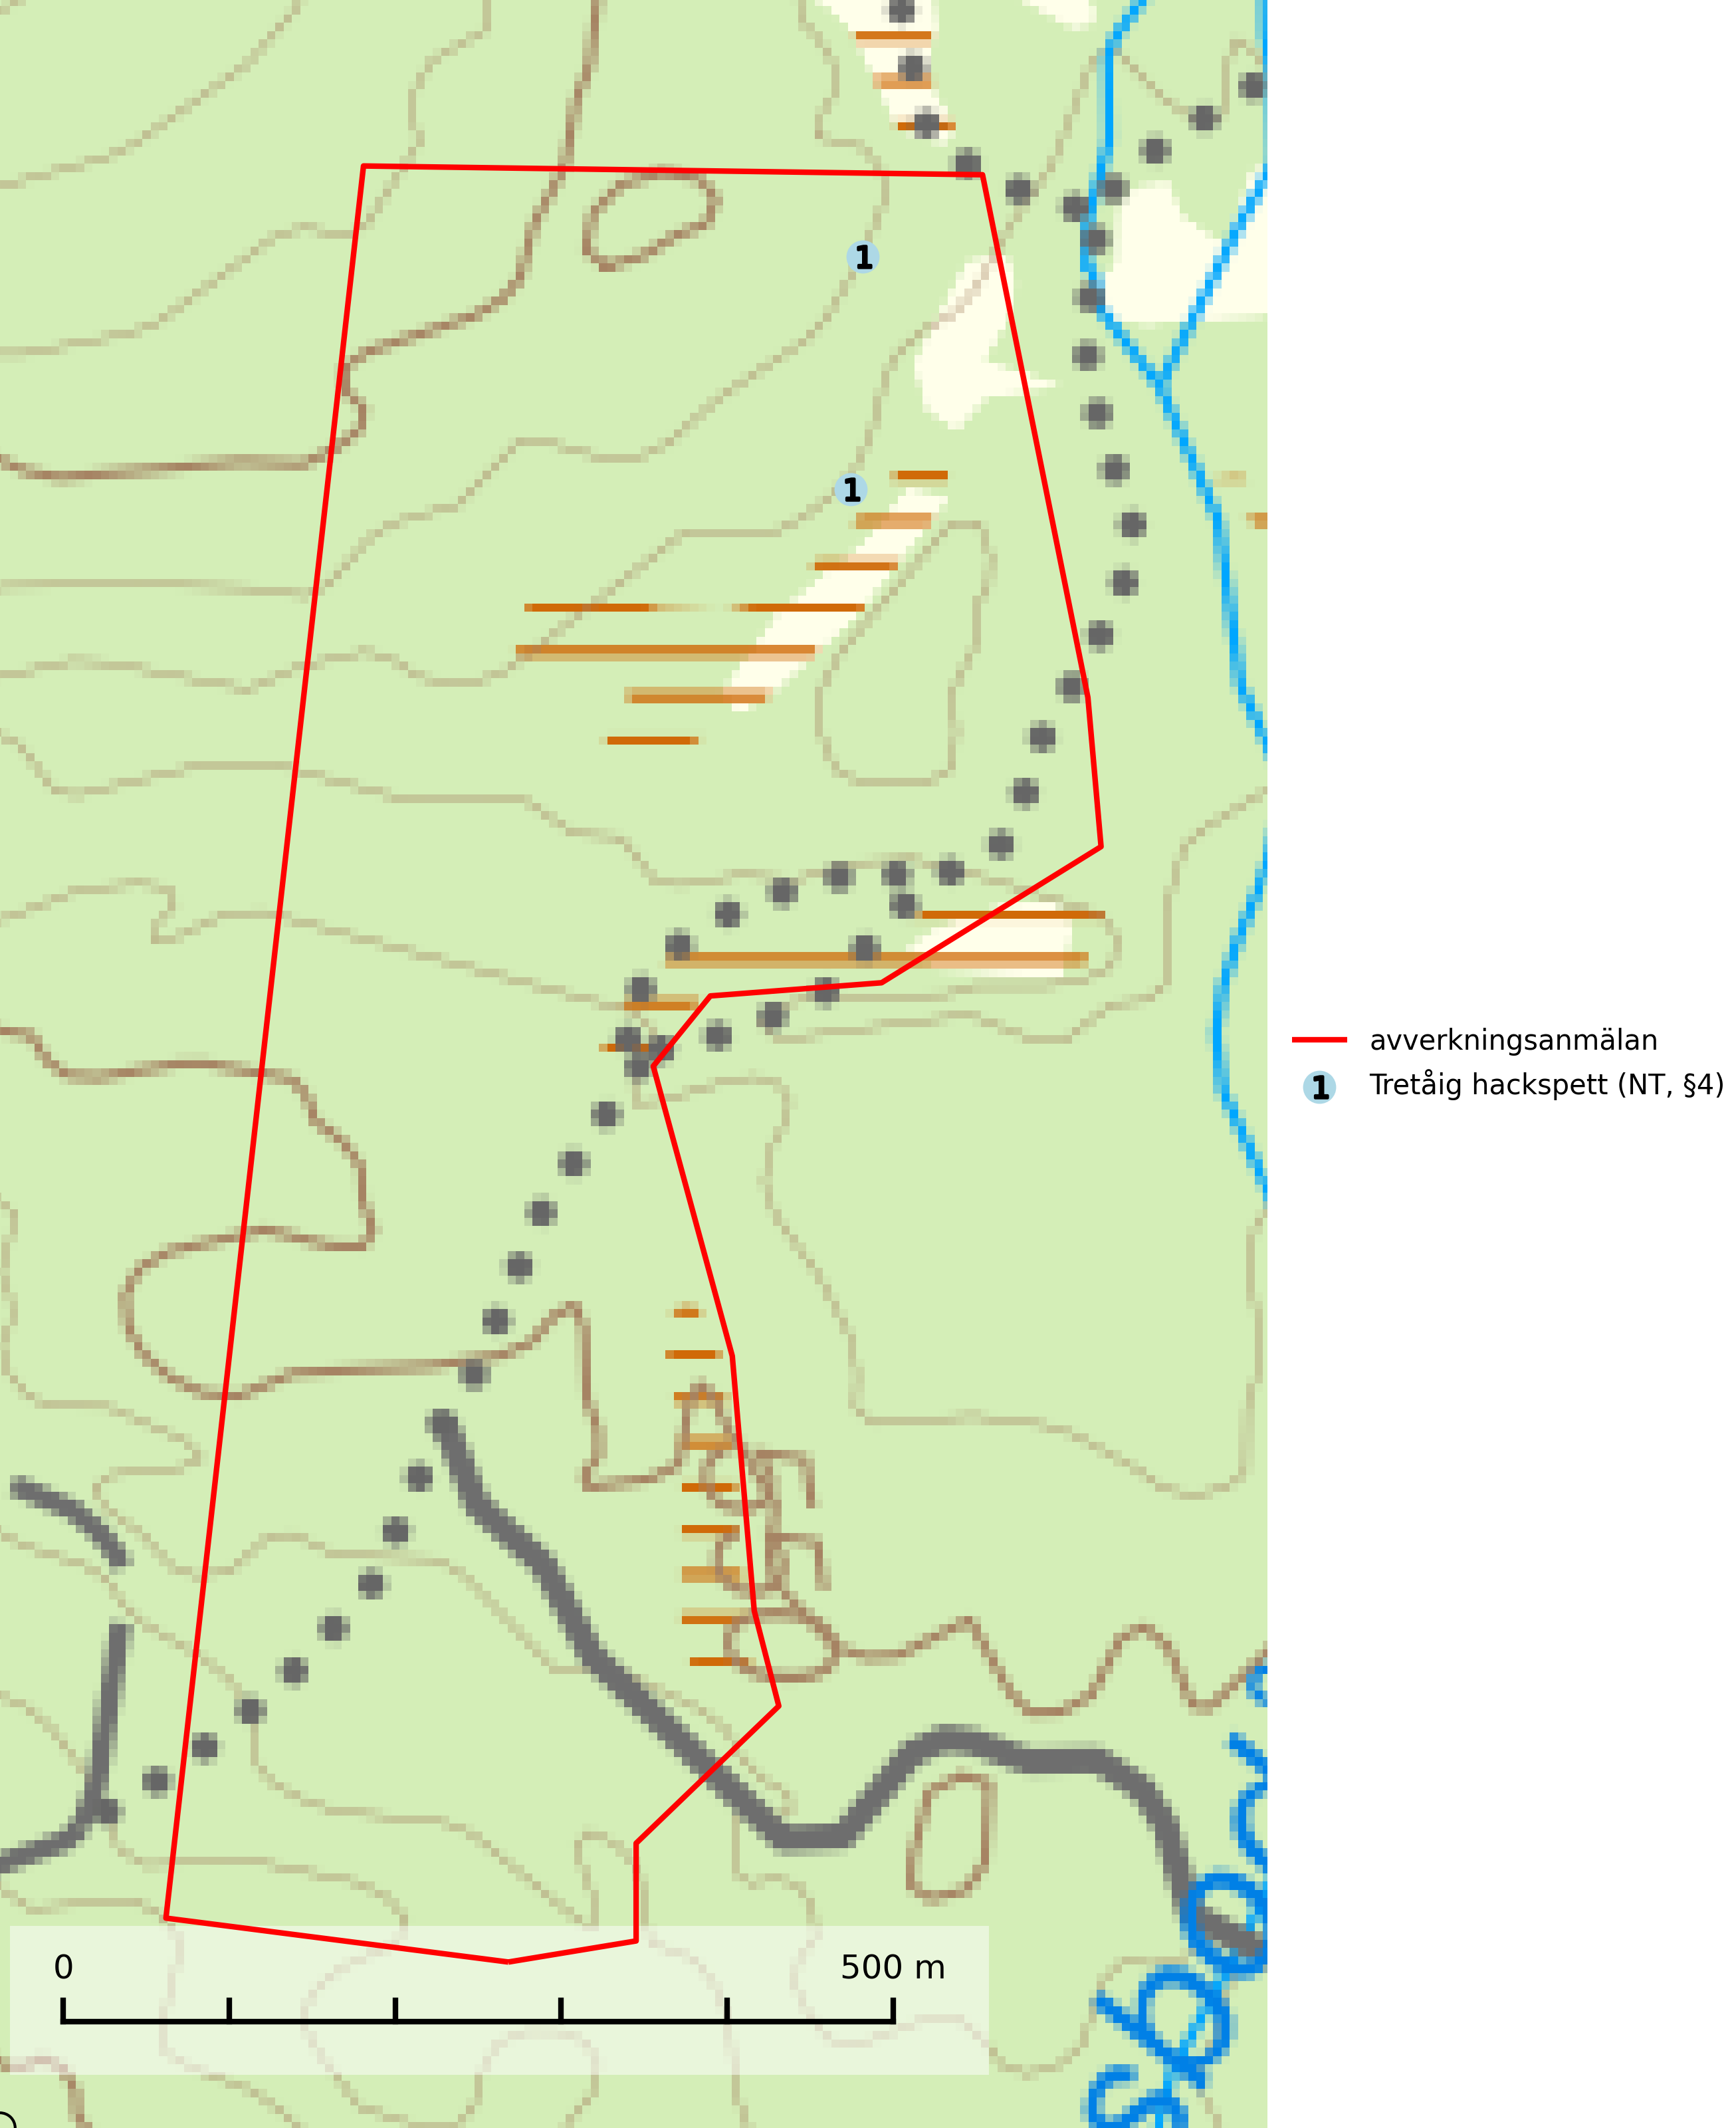 1
1
avverkningsanmälan
1 Tretåig hackspett (NT, §4)
0 500 m